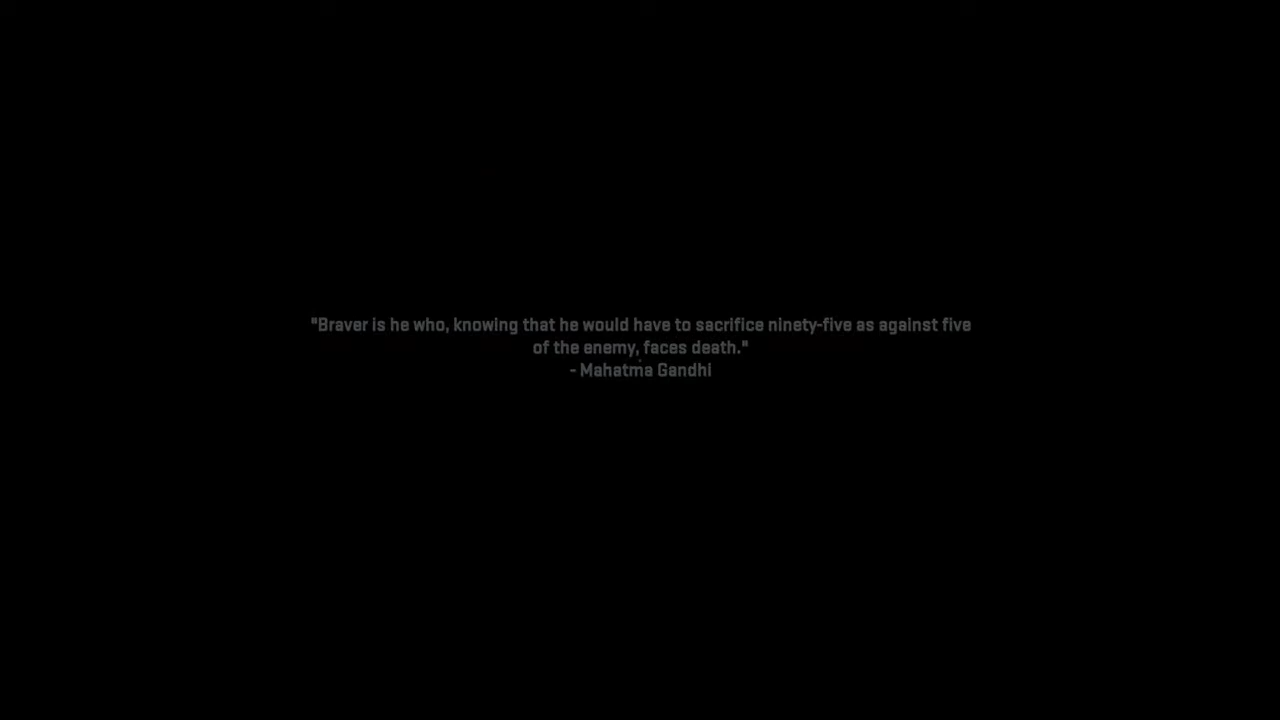 "Braver is he who, knowing that he would have to sacrifice ninety-five as against five
of the enemy, faces death."
- Mahatma Gandhi